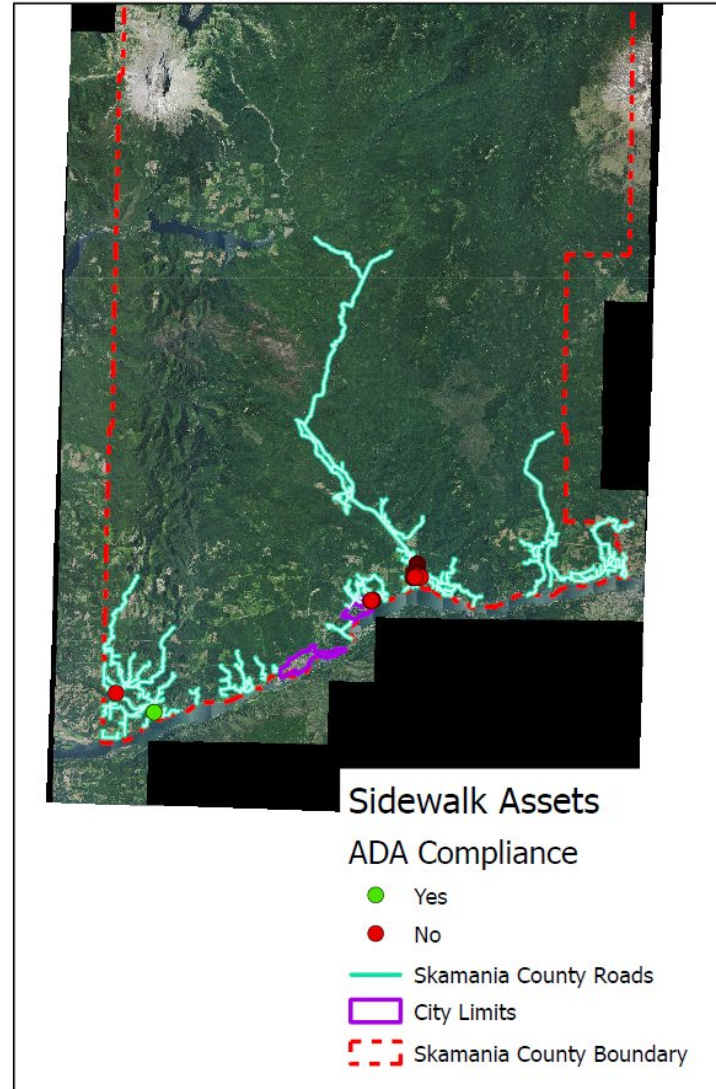 Sidewalk Assets
ADA Compliance
Yes
No
Skamania County Roads
City Limits
Skamania County Boundary